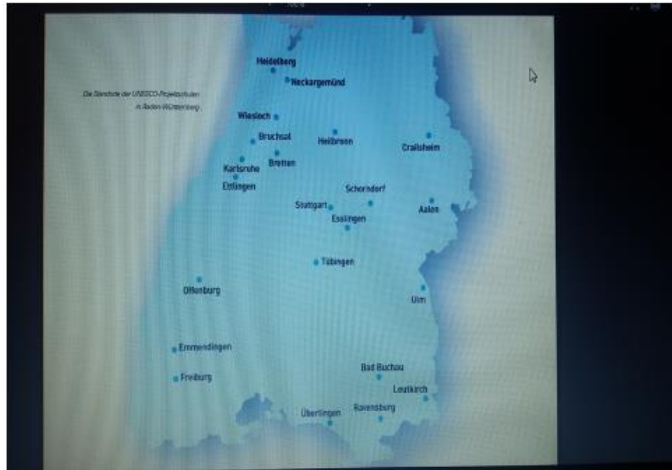 Die Standorte der UNESCO-Projektschulen
in Baden-Württemberg
Heidelberg
Neckargemünd
Wiesloch
Bruchsal
Heilbronn
Crailsheim
Karlsruhe
Bretten
Ettlingen
Schorndorf
Stuttgart
Aalen
Esslingen
Tübingen
Offenburg
Ulm
Emmendingen
Bad Buchau
Freiburg
Leutkirch
Ravensburg
Überlingen